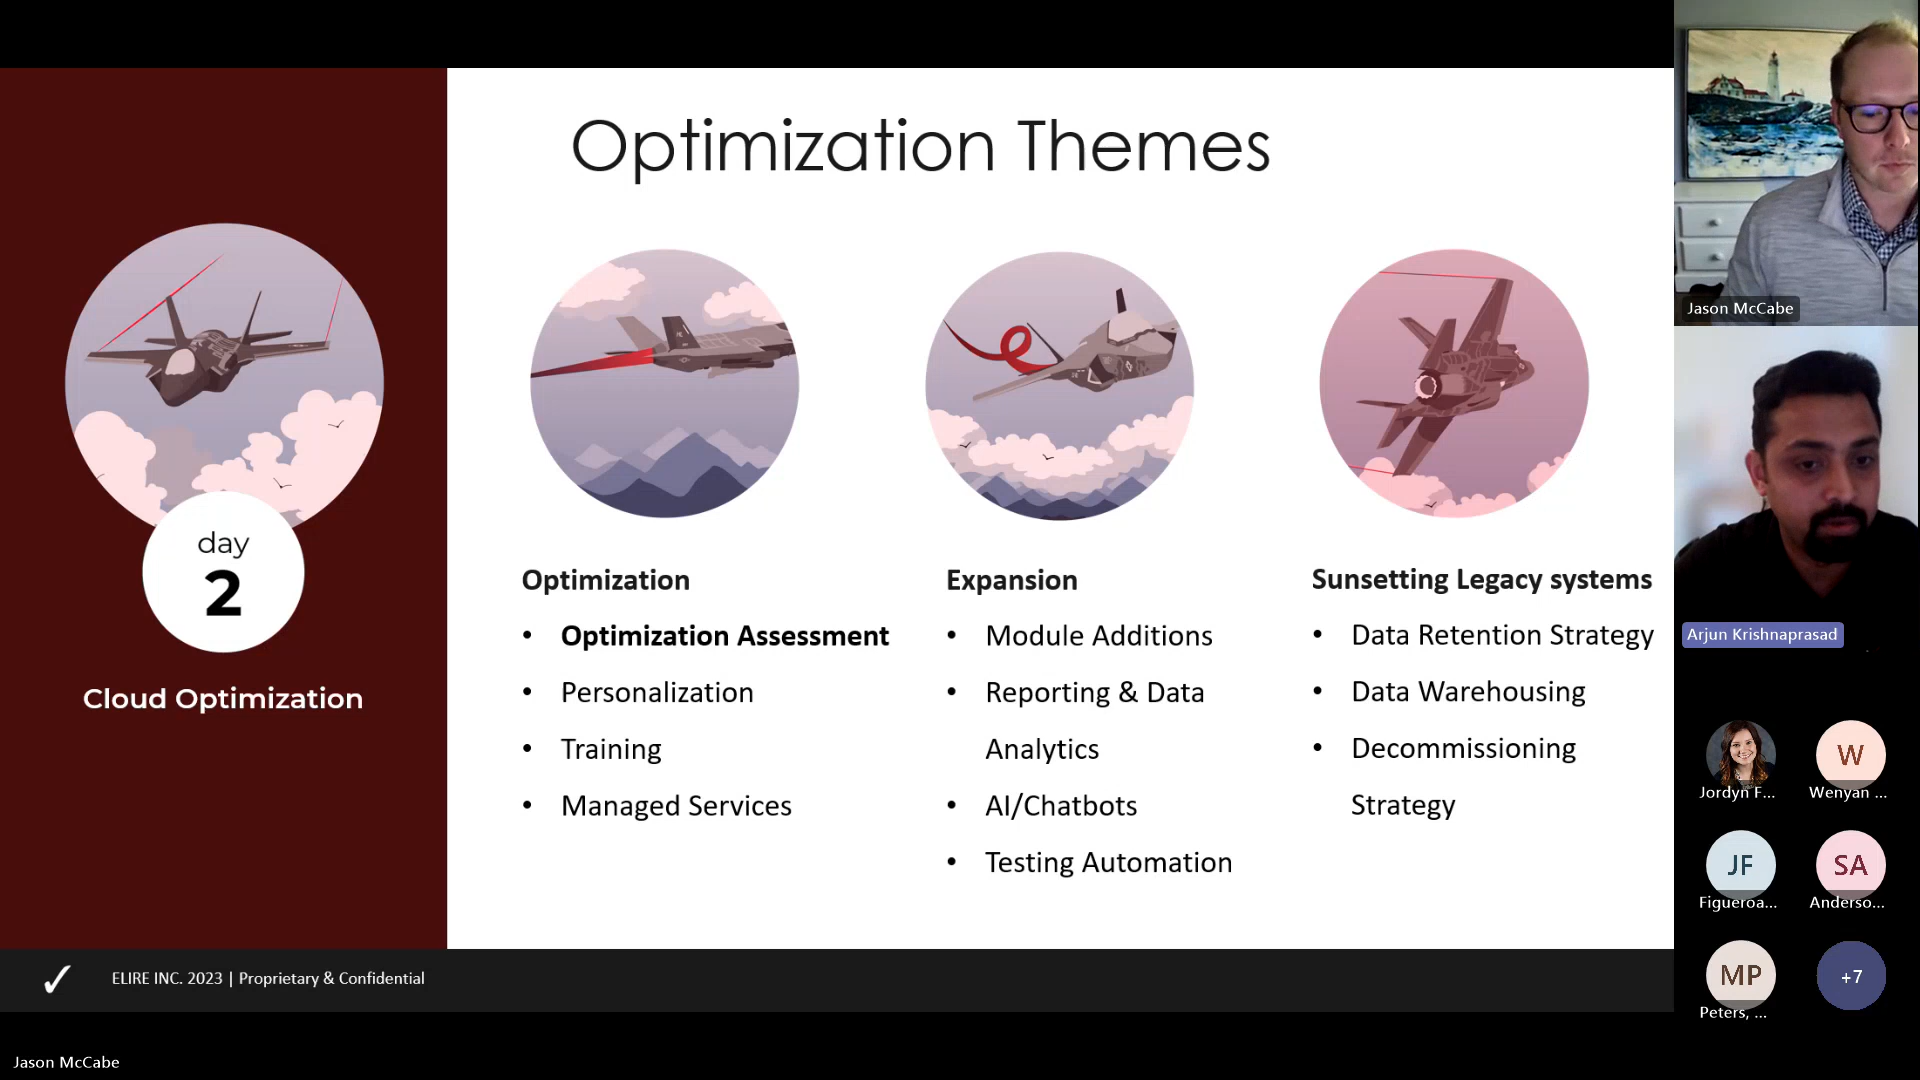 Optimization Themes
day
2
Cloud Optimization
Optimization
• Optimization Assessment
• Personalization
• Training
• Managed Services
Expansion
• Module Additions
• Reporting & Data
Analytics
• AI/Chatbots
• Testing Automation
Sunsetting Legacy systems
• Data Retention Strategy
• Data Warehousing
• Decommissioning
Strategy
ELIRE INC. 2023 | Proprietary & Confidential
Jason McCabe
Jason McCabe
Arjun Krishnaprasad
Jordyn F...
W
Wenyan ...
JF
Figueroa...
SA
Anderso...
MP
Peters, ...
+7